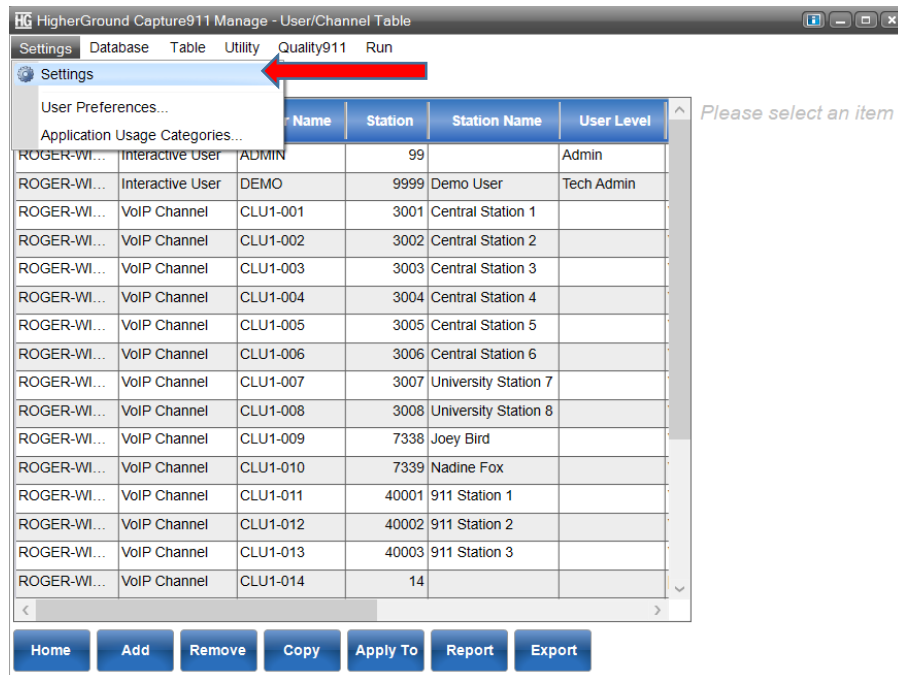 HG HigherGround Capture911 Manage - User/Channel Table
Settings Database Table Utility Quality911 Run
Settings
User Preferences...
Application Usage Categories...
r Name Station Station Name User Level
Please select an item
ROGER-WI... Interactive User ADMIN 99 Admin
ROGER-WI... Interactive User DEMO 9999 Demo User Tech Admin
ROGER-WI... VoIP Channel CLU1-001 3001 Central Station 1
ROGER-WI... VoIP Channel CLU1-002 3002 Central Station 2
ROGER-WI... VoIP Channel CLU1-003 3003 Central Station 3
ROGER-WI... VoIP Channel CLU1-004 3004 Central Station 4
ROGER-WI... VoIP Channel CLU1-005 3005 Central Station 5
ROGER-WI... VoIP Channel CLU1-006 3006 Central Station 6
ROGER-WI... VoIP Channel CLU1-007 3007 University Station 7
ROGER-WI... VoIP Channel CLU1-008 3008 University Station 8
ROGER-WI... VoIP Channel CLU1-009 7338 Joey Bird
ROGER-WI... VoIP Channel CLU1-010 7339 Nadine Fox
ROGER-WI... VoIP Channel CLU1-011 40001 911 Station 1
ROGER-WI... VoIP Channel CLU1-012 40002 911 Station 2
ROGER-WI... VoIP Channel CLU1-013 40003 911 Station 3
ROGER-WI... VoIP Channel CLU1-014 14
Home Add Remove Copy Apply To Report Export